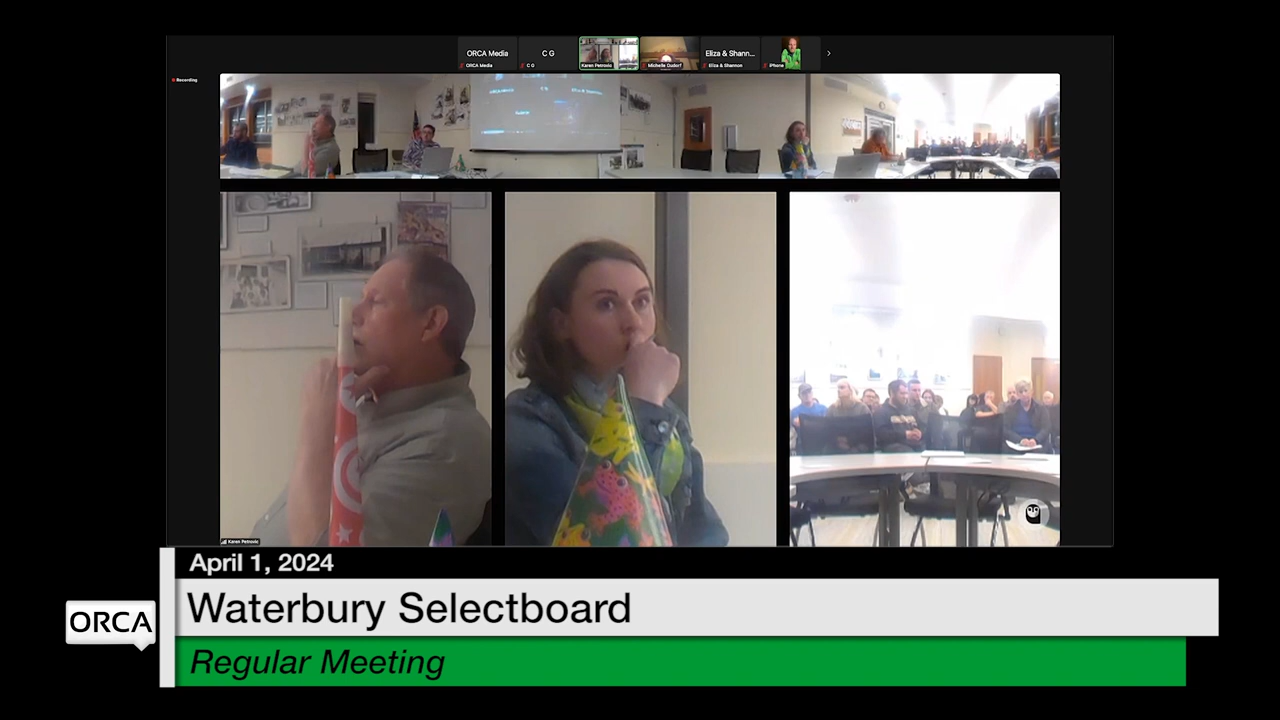 ORCA Media
C G
Eliza & Shann...
ORCA Media
C G
Karen Petrovic
Michelle Dudorf
Eliza & Shannon
iPhone
Recording
Karen Petrovic
April 1, 2024
Waterbury Selectboard
ORCA
Regular Meeting